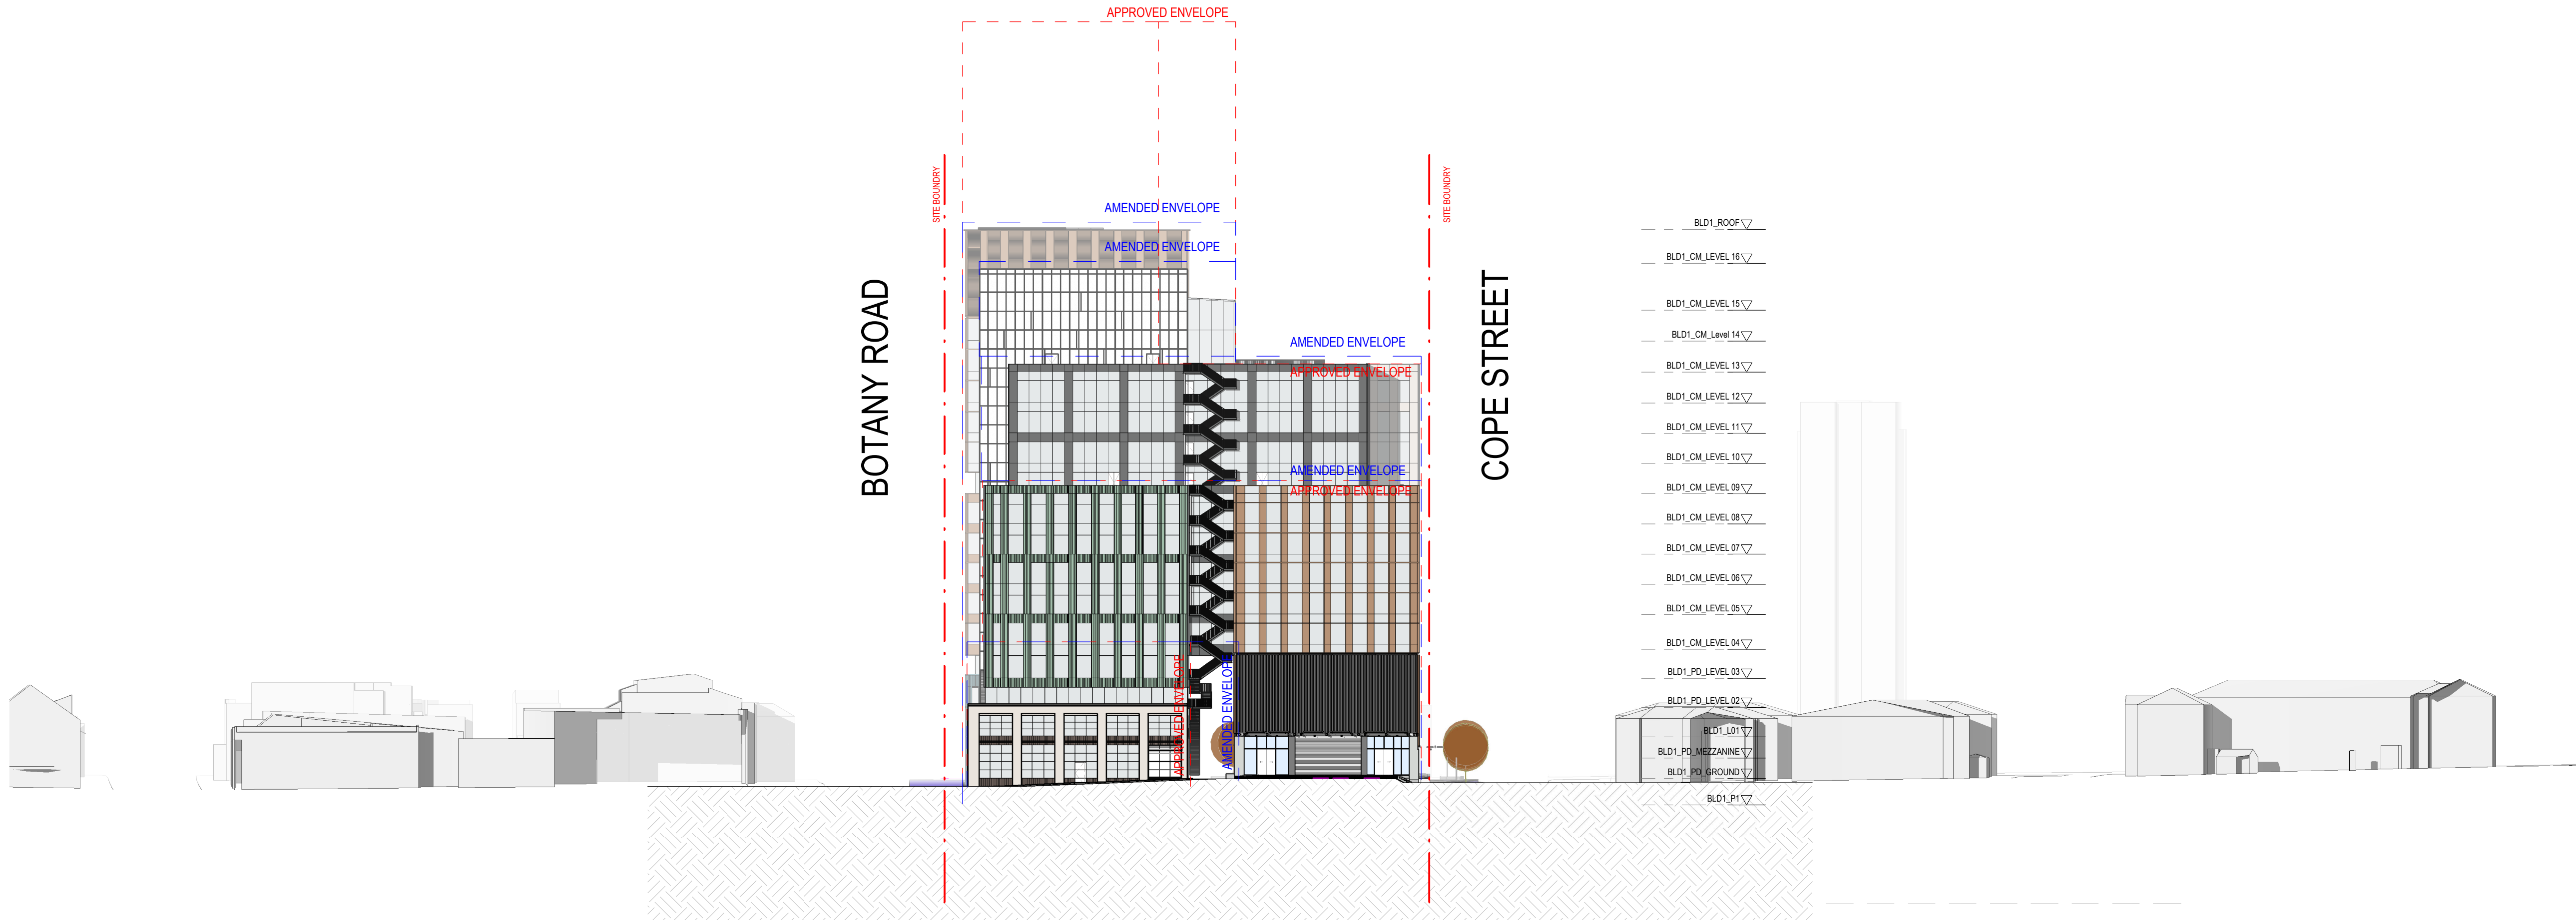 APPROVED ENVELOPE
SITE BOUNDRY
SITE BOUNDRY
AMENDED ENVELOPE
AMENDED ENVELOPE
BOTANY ROAD
COPE STREET
AMENDED ENVELOPE
APPROVED ENVELOPE
AMENDED ENVELOPE
APPROVED ENVELOPE
APPROVED ENVELOPE
AMENDED ENVELOPE
BLD1_ROOF
BLD1_CM_LEVEL 16
BLD1_CM_LEVEL 15
BLD1_CM_Level 14
BLD1_CM_LEVEL 13
BLD1_CM_LEVEL 12
BLD1_CM_LEVEL 11
BLD1_CM_LEVEL 10
BLD1_CM_LEVEL 09
BLD1_CM_LEVEL 08
BLD1_CM_LEVEL 07
BLD1_CM_LEVEL 06
BLD1_CM_LEVEL 05
BLD1_CM_LEVEL 04
BLD1_PD_LEVEL 03
BLD1_PD_LEVEL 02
BLD1_L01
BLD1_PD_MEZZANINE
BLD1_PD_GROUND
BLD1_P1